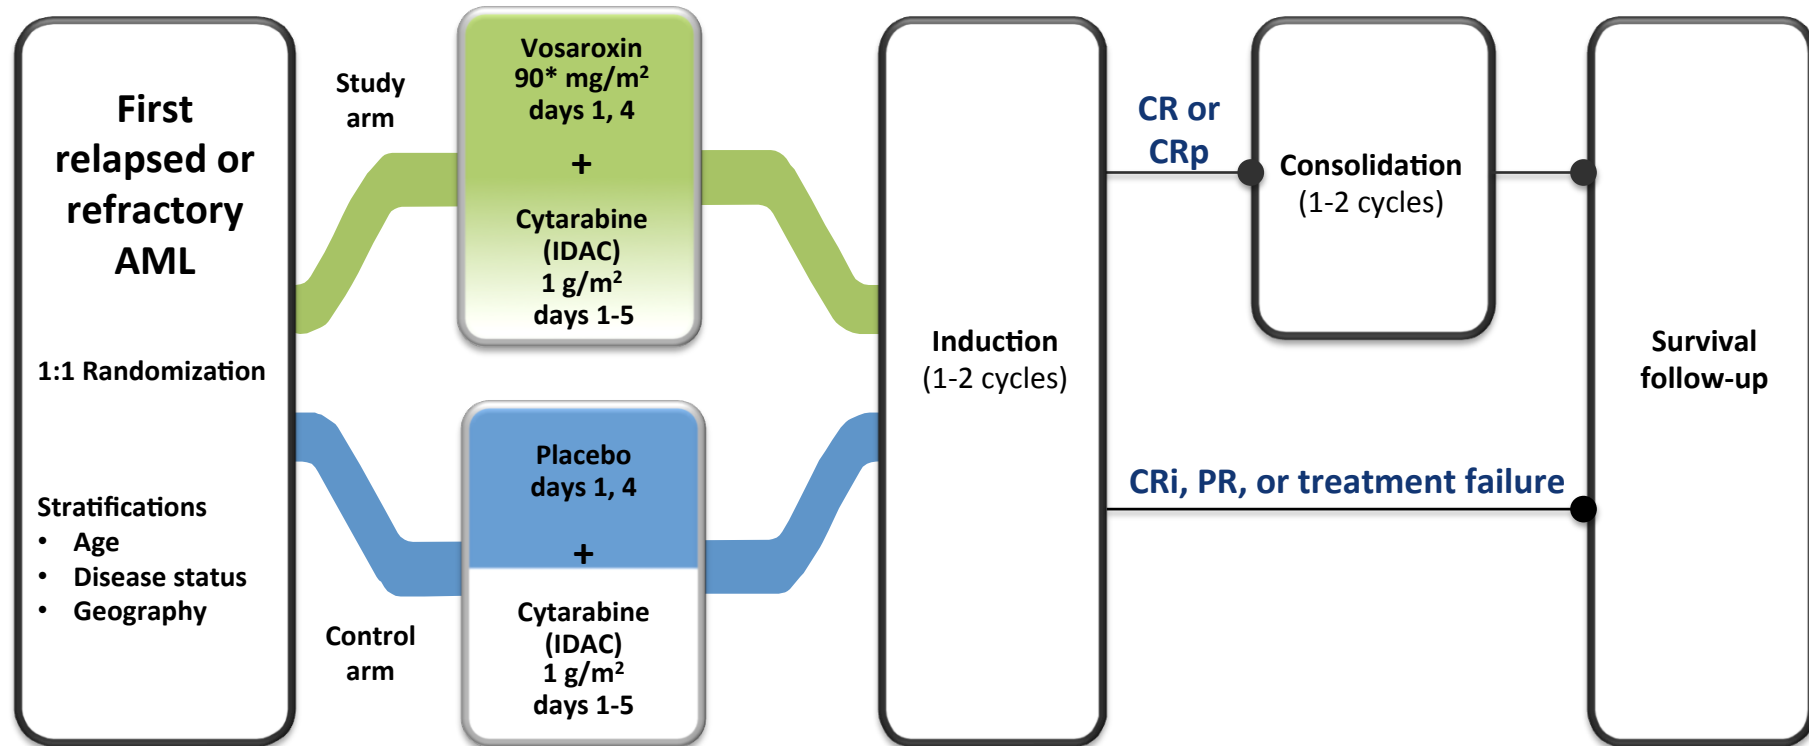 First
relapsed or
refractory
AML
1:1 Randomization
Stratifications
• Age
• Disease status
• Geography
Study
arm
Vosaroxin
90* mg/m²
days 1, 4
+
Cytarabine
(IDAC)
1 g/m²
days 1-5
Control
arm
Placebo
days 1, 4
+
Cytarabine
(IDAC)
1 g/m²
days 1-5
Induction
(1-2 cycles)
CR or
CRp
Consolidation
(1-2 cycles)
CRi, PR, or treatment failure
Survival
follow-up